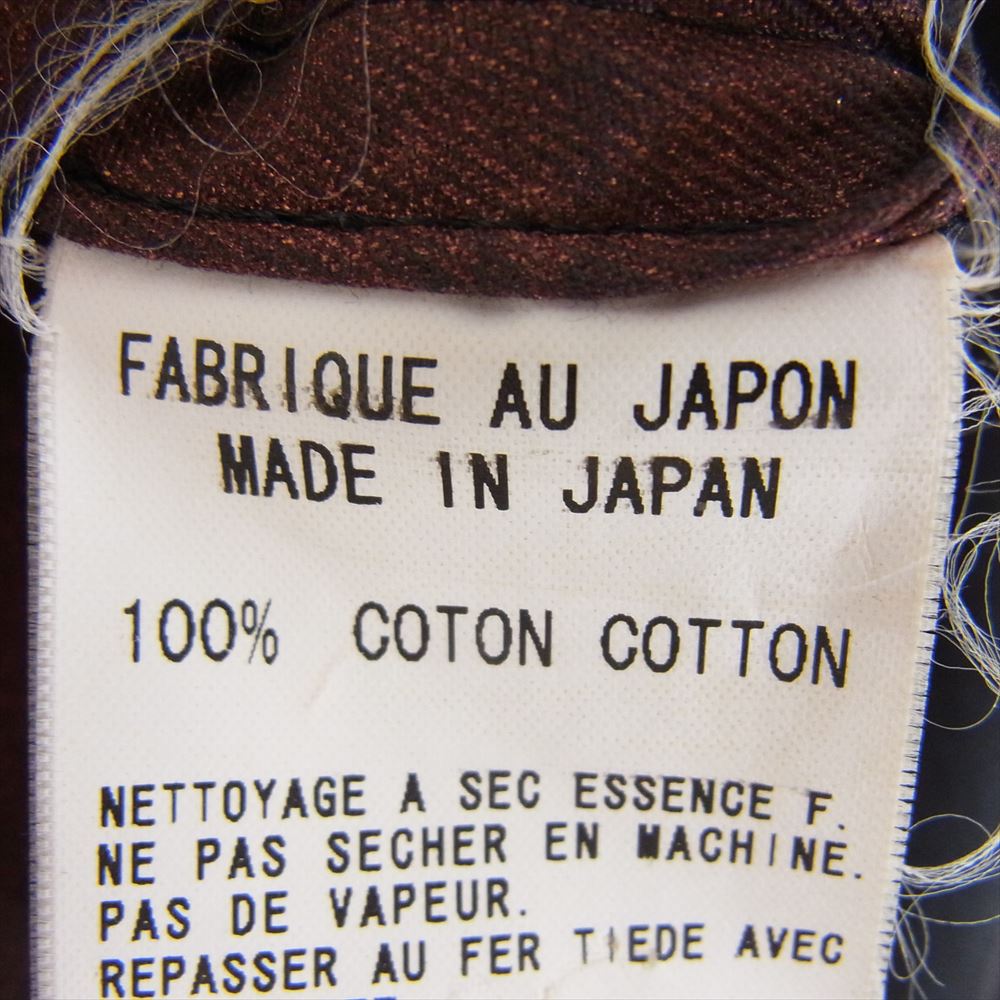 FABRIQUE AU JAPON
MADE IN JAPAN
100% COTON COTTON
NETTOYAGE A SEC ESSENCE F.
NE PAS SECHER EN MACHINE.
PAS DE VAPEUR.
REPASSER AU FER TIEDE AVEC